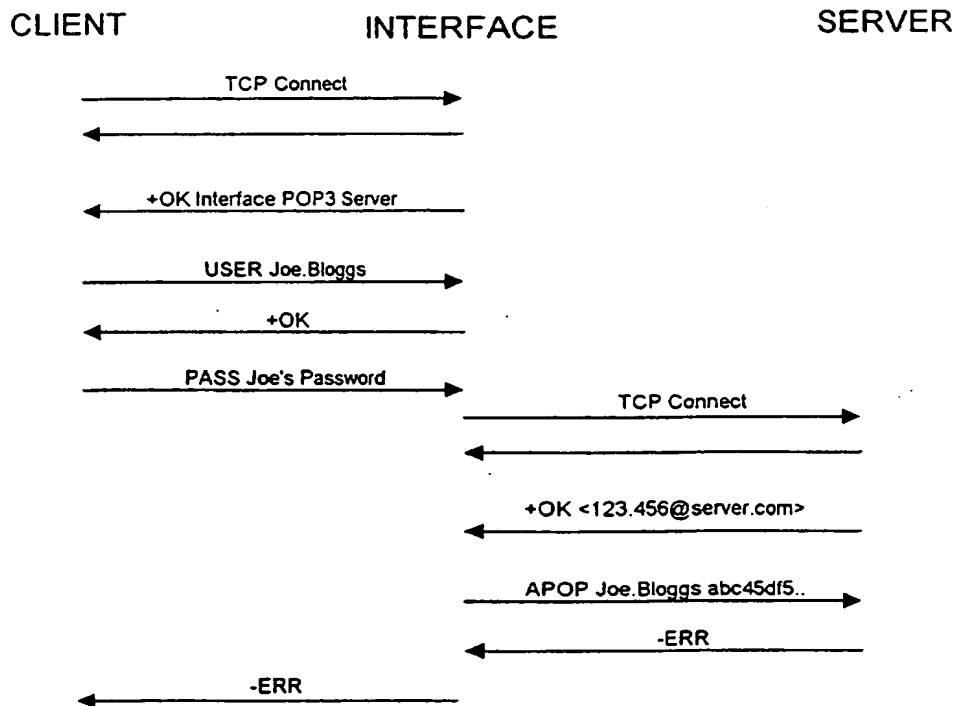 CLIENT INTERFACE SERVER
TCP Connect
+OK Interface POP3 Server
USER Joe.Bloggs
+OK
PASS Joe's Password
TCP Connect
+OK <123.456@server.com>
APOP Joe.Bloggs abc45df5..
-ERR
-ERR